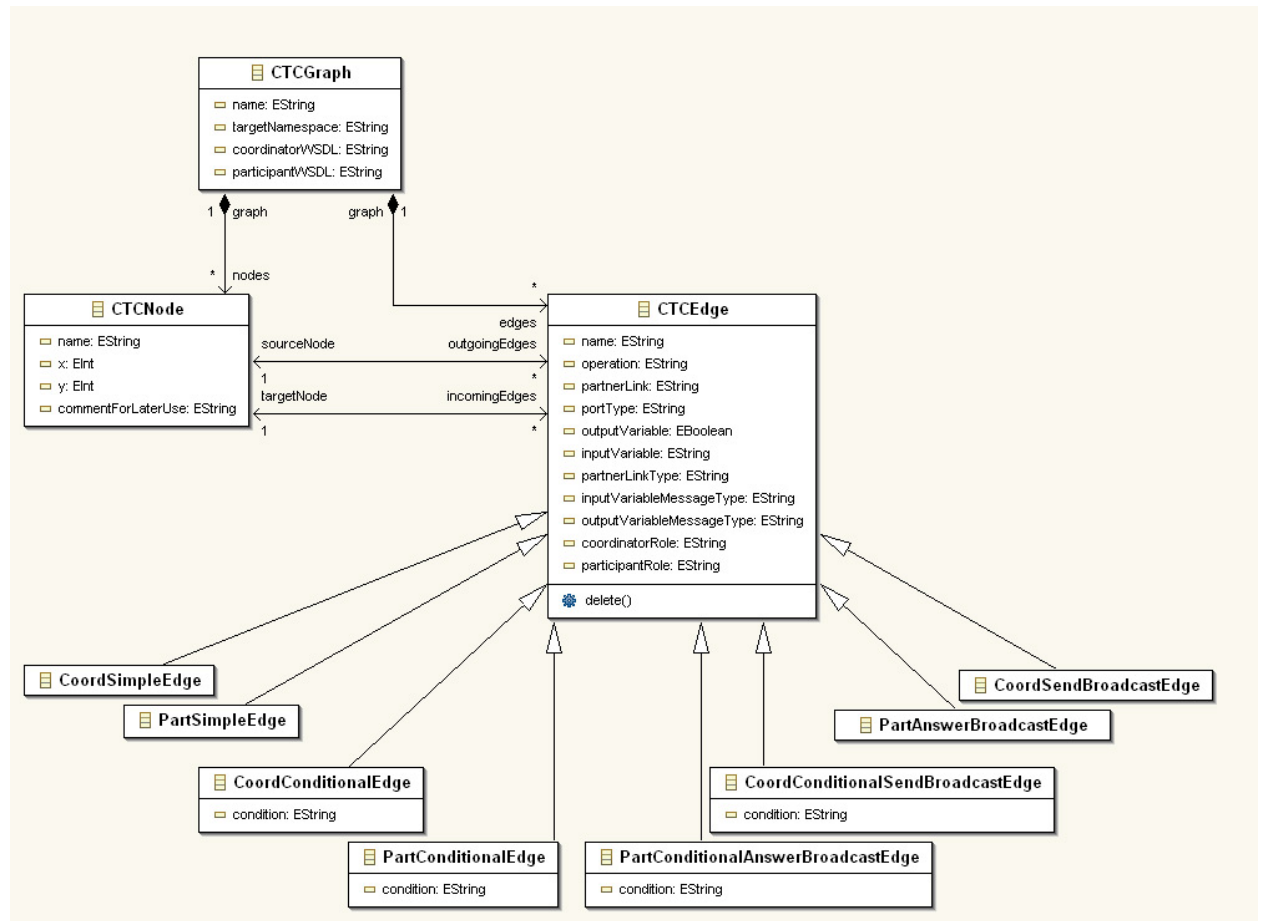 CTCGraph
name: EString
targetNamespace: EString
coordinatorWSDL: EString
participantWSDL: EString
1 graph
graph 1
* nodes
*
edges
CTCNode
name: EString
x: EInt
y: EInt
commentForLaterUse: EString
sourceNode outgoingEdges
1 *
targetNode incomingEdges
1 *
CTCEdge
name: EString
operation: EString
partnerLink: EString
portType: EString
outputVariable: EBoolean
inputVariable: EString
partnerLinkType: EString
inputVariableMessageType: EString
outputVariableMessageType: EString
coordinatorRole: EString
participantRole: EString
delete()
CoordSimpleEdge
PartSimpleEdge
CoordConditionalEdge
condition: EString
PartConditionalEdge
condition: EString
PartConditionalAnswerBroadcastEdge
condition: EString
CoordConditionalSendBroadcastEdge
condition: EString
PartAnswerBroadcastEdge
CoordSendBroadcastEdge